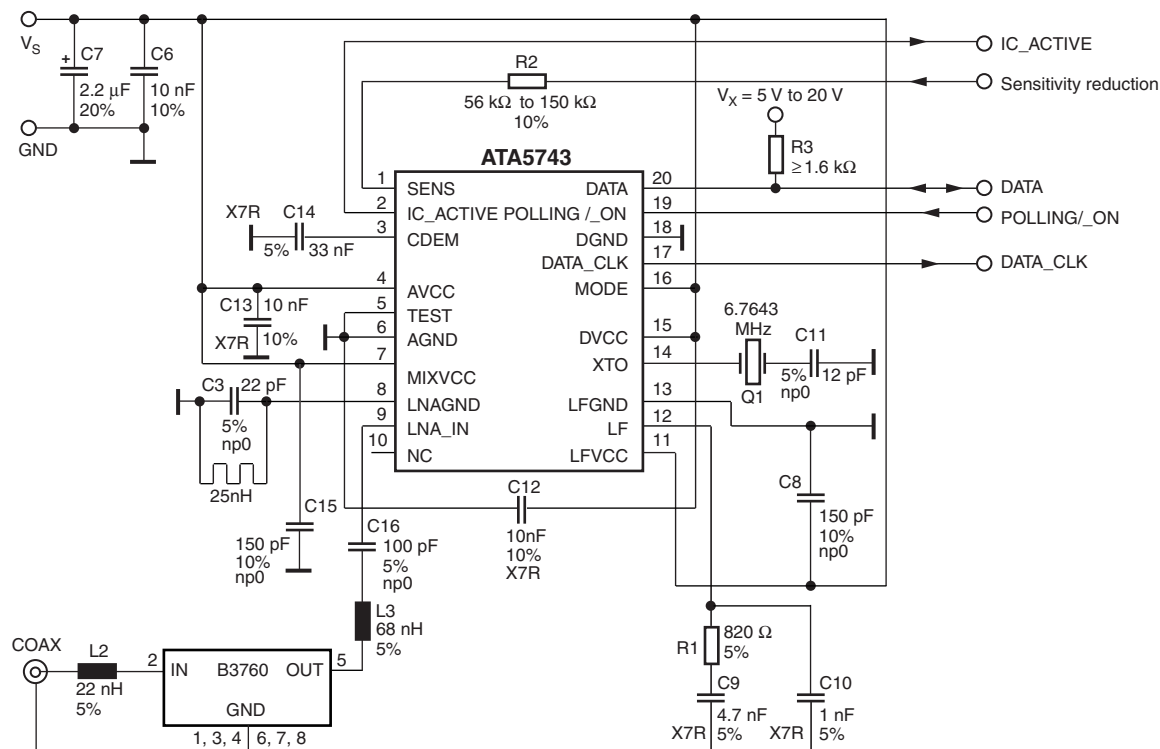 V_S
C7
+
2.2 µF
20%
C6
10 nF
10%
GND
IC_ACTIVE
R2
56 kΩ to 150 kΩ
10%
Sensitivity reduction
V_X = 5 V to 20 V
R3
≥1.6 kΩ
ATA5743
1 SENS
DATA 20
DATA
2 IC_ACTIVE POLLING /_ON 19
POLLING/_ON
X7R
C14
5%
33 nF
3 CDEM
DGND 18
DATA_CLK 17
DATA_CLK
4 AVCC
MODE 16
C13
10 nF
X7R
10%
5 TEST
6 AGND
DVCC 15
7 MIXVCC
XTO 14
6.7643
MHz
Q1
C11
5%
np0
12 pF
C3
22 pF
5%
np0
25nH
8 LNAGND
LFGND 13
9 LNA_IN
LF 12
10 NC
LFVCC 11
C15
150 pF
10%
np0
C12
10nF
10%
X7R
C8
150 pF
10%
np0
C16
100 pF
5%
np0
L3
68 nH
5%
COAX
L2
22 nH
5%
2 IN B3760 OUT 5
GND
1, 3, 4 6, 7, 8
R1
820 Ω
5%
C9
4.7 nF
X7R
5%
C10
1 nF
X7R
5%